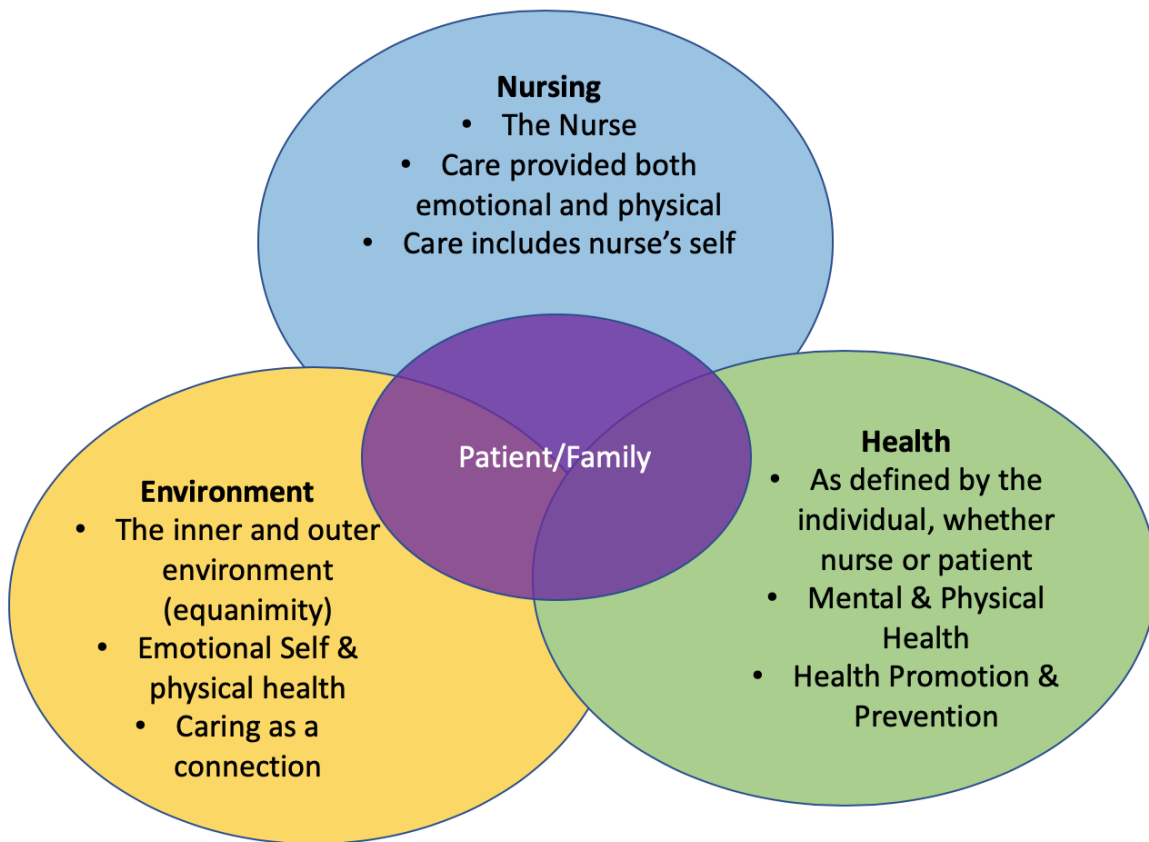 Nursing
• The Nurse
• Care provided both
emotional and physical
• Care includes nurse’s self
Patient/Family
Environment
• The inner and outer
environment
(equanimity)
• Emotional Self &
physical health
• Caring as a
connection
Health
• As defined by the
individual, whether
nurse or patient
• Mental & Physical
Health
• Health Promotion &
Prevention